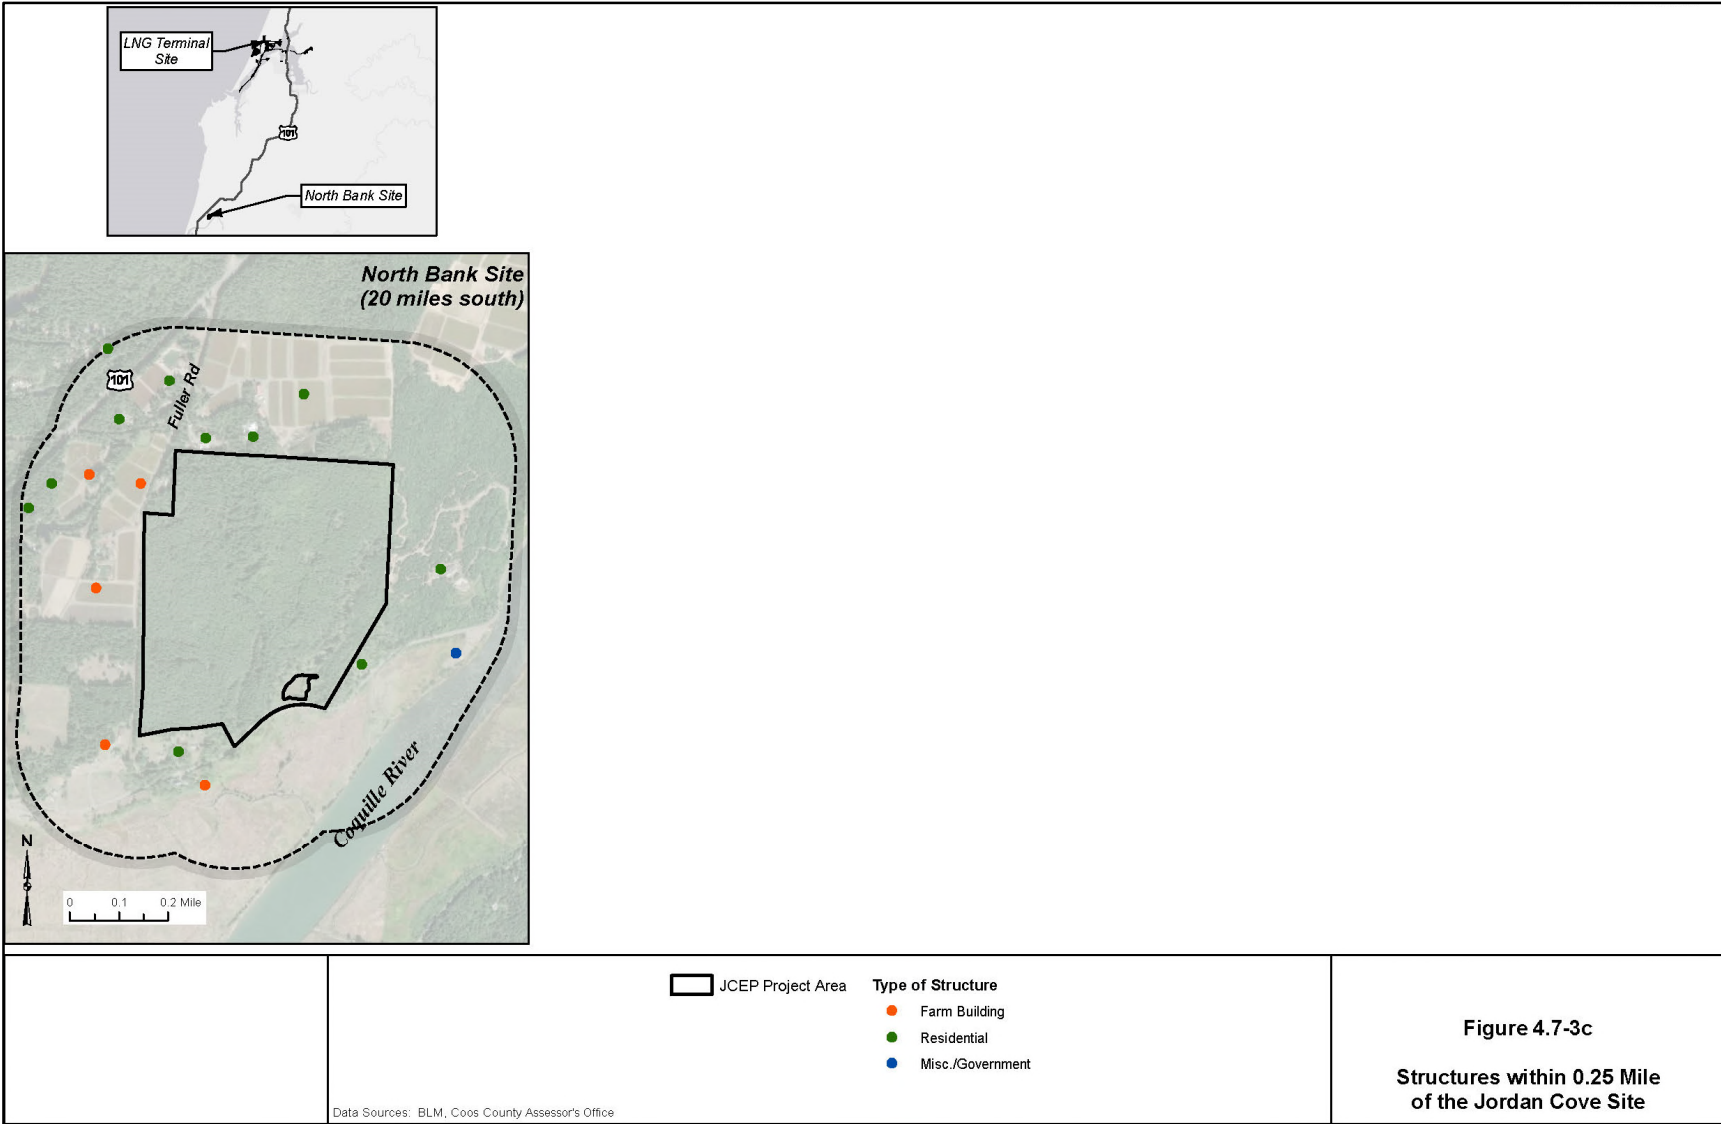 LNG Terminal
Site
101
North Bank Site
North Bank Site
(20 miles south)
101
Fuller Rd
Coquille River
N
0 0.1 0.2 Mile
JCEP Project Area
Type of Structure
Farm Building
Residential
Misc./Government
Data Sources: BLM, Coos County Assessor's Office
Figure 4.7-3c
Structures within 0.25 Mile
of the Jordan Cove Site